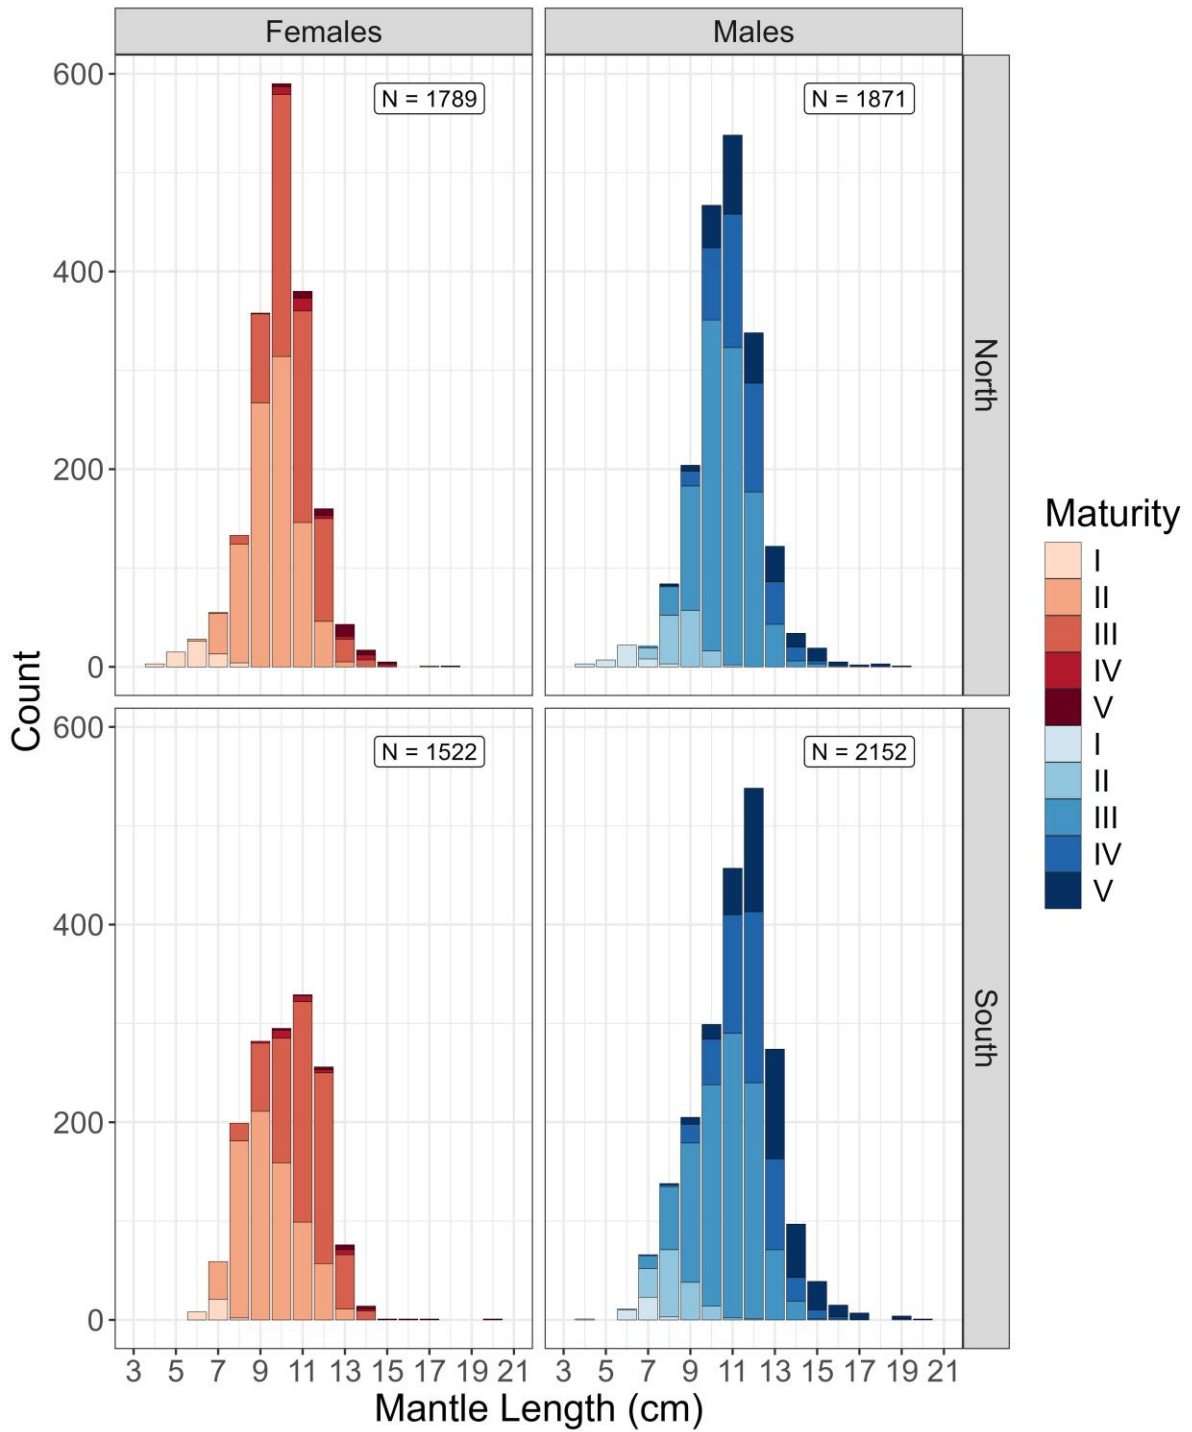 Females
Males
600
400
200
0
N = 1789
N = 1871
North
Count
600
400
200
0
N = 1522
N = 2152
South
3 5 7 9 11 13 15 17 19 21
3 5 7 9 11 13 15 17 19 21
Mantle Length (cm)
Maturity
I
II
III
IV
V
I
II
III
IV
V